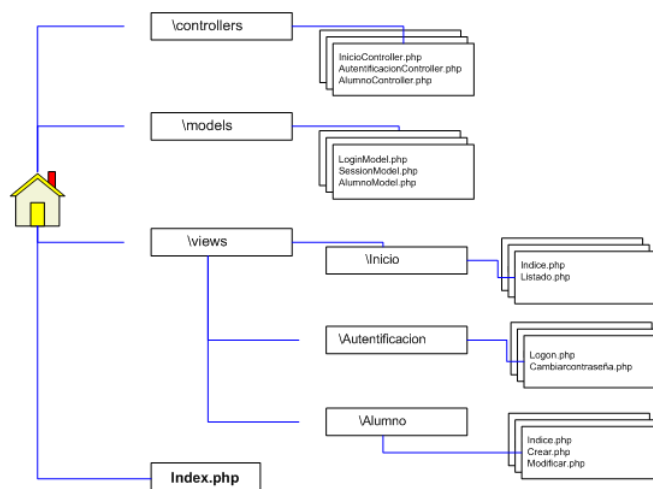 \controllers
InicioController.php
AutentificacionController.php
AlumnoController.php
\models
LoginModel.php
SessionModel.php
AlumnoModel.php
\views
\Inicio
Indice.php
Listado.php
\Autentificacion
Logon.php
Cambiarcontraseña.php
\Alumno
Indice.php
Crear.php
Modificar.php
Index.php